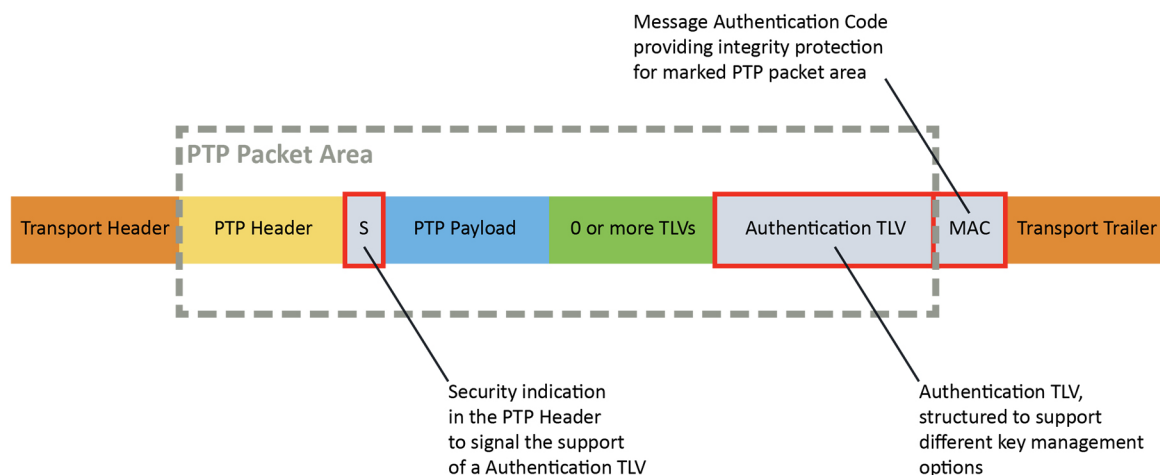 Message Authentication Code
providing integrity protection
for marked PTP packet area
PTP Packet Area
Transport Header
PTP Header
S
PTP Payload
0 or more TLVs
Authentication TLV
MAC
Transport Trailer
Security indication
in the PTP Header
to signal the support
of a Authentication TLV
Authentication TLV,
structured to support
different key management
options